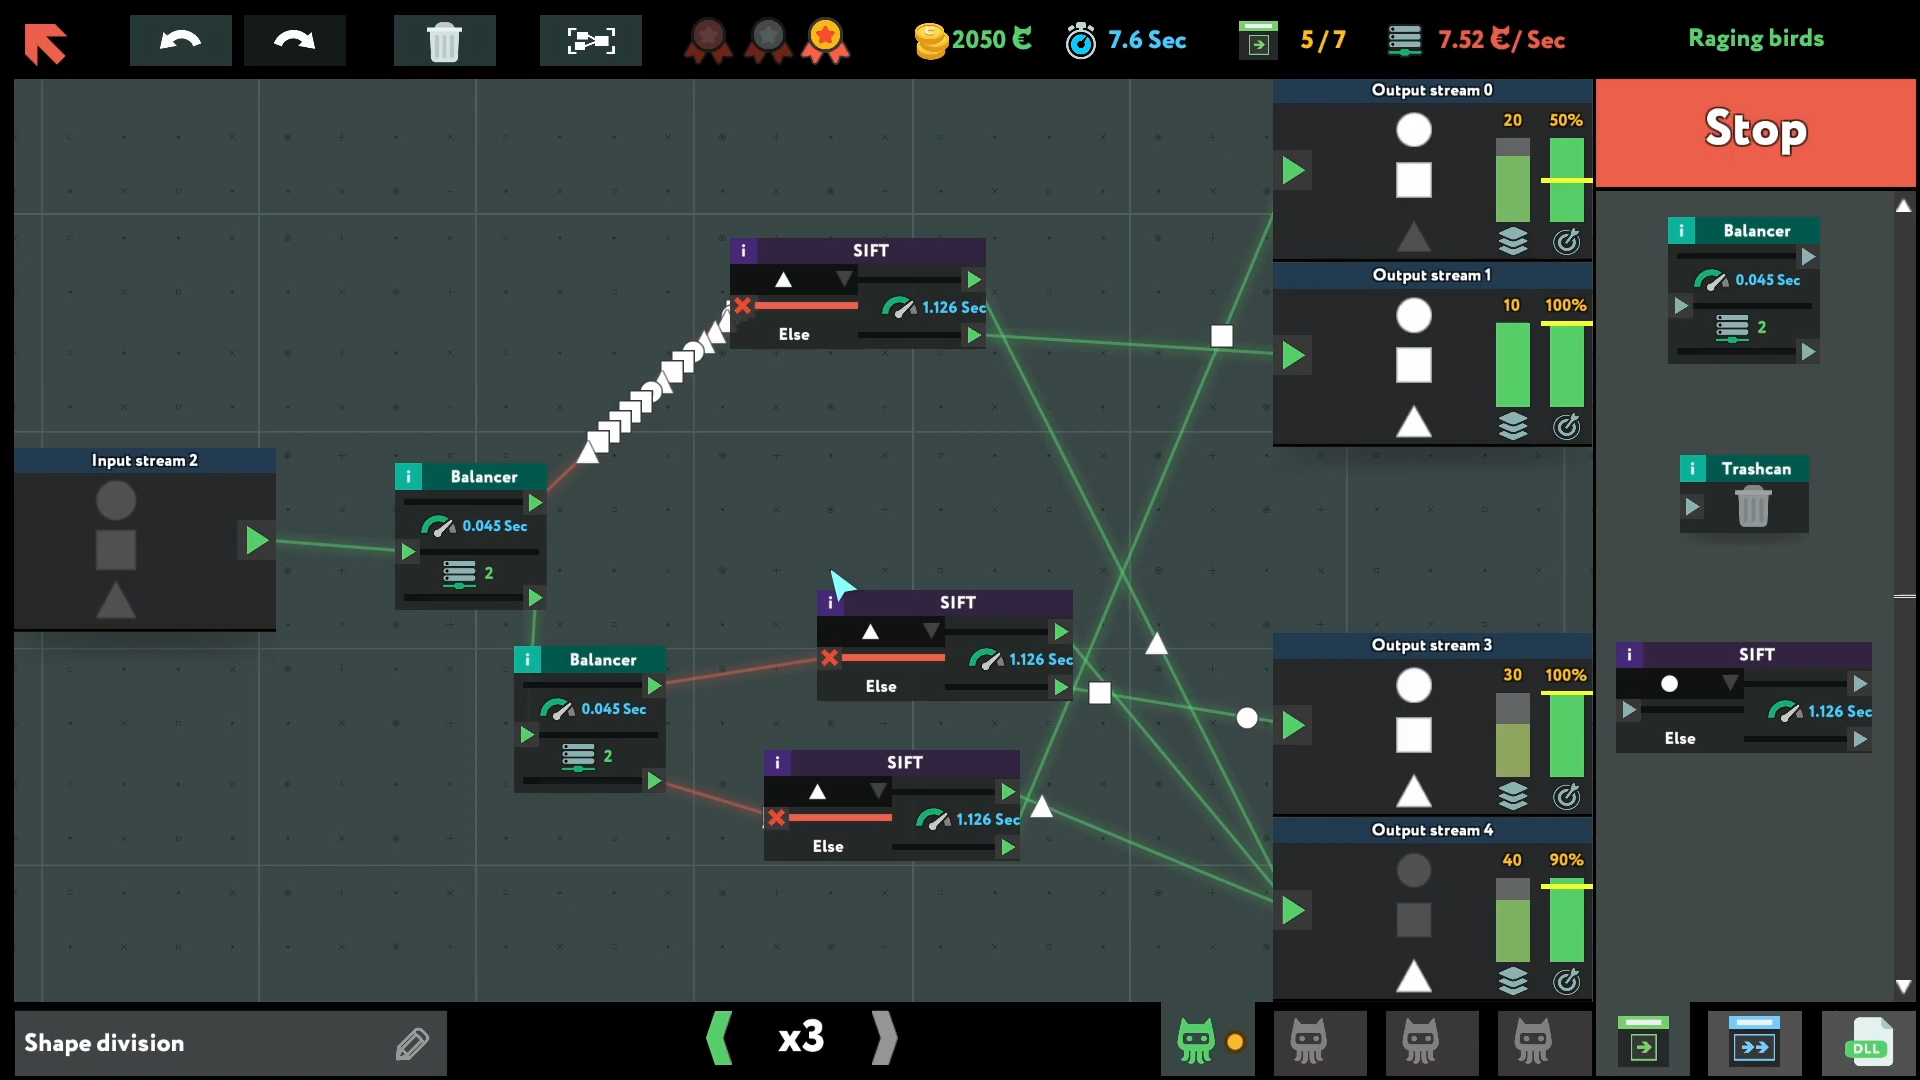 2050
7.6 Sec
5/7
7.52 €/ Sec
Raging birds
Output stream 0
20 50%
Stop
Balancer
0.045 Sec
2
SIFT
1.126 Sec
Else
Output stream 1
10 100%
Input stream 2
Balancer
0.045 Sec
2
Trashcan
SIFT
1.126 Sec
Else
Balancer
0.045 Sec
2
Output stream 3
30 100%
SIFT
1.126 Sec
Else
SIFT
1.126 Sec
Else
Output stream 4
40 90%
Shape division
x3
DLL